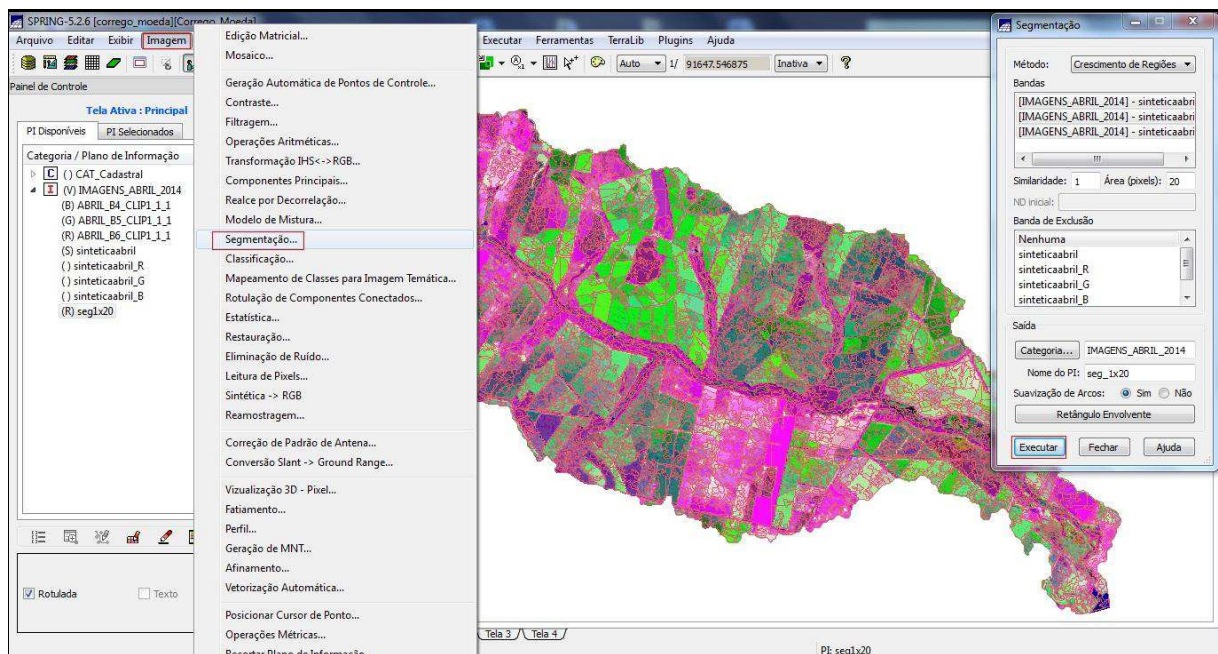 SPRING-5.2.6 [corrego_moeda][Corrego_Moeda]
Arquivo Editar Exibir Imagem
Executar Ferramentas TerraLib Plugins Ajuda
Auto 1/ 91647.546875 Inativa
Painel de Controle
Tela Ativa : Principal
PI Disponíveis PI Selecionados
Categoria / Plano de Informação
C () CAT_Cadastral
I (V) IMAGENS_ABRIL_2014
(B) ABRIL_B4_CLIP1_1_1
(G) ABRIL_B5_CLIP1_1_1
(R) ABRIL_B6_CLIP1_1_1
(S) sinteticaabril
( ) sinteticaabril_R
( ) sinteticaabril_G
( ) sinteticaabril_B
(R) seg1x20
Rotulada Texto
Edição Matricial...
Mosaico...
Geração Automática de Pontos de Controle...
Contraste...
Filtragem...
Operações Aritméticas...
Transformação IHS<->RGB...
Componentes Principais...
Realce por Decorrelação...
Modelo de Mistura...
Segmentação...
Classificação...
Mapeamento de Classes para Imagem Temática...
Rotulação de Componentes Conectados...
Estatística...
Restauração...
Eliminação de Ruído...
Leitura de Pixels...
Sintética -> RGB
Reamostragem...
Correção de Padrão de Antena...
Conversão Slant -> Ground Range...
Vizualização 3D - Pixel...
Fatiamento...
Perfil...
Geração de MNT...
Afinamento...
Vetorização Automática...
Posicionar Cursor de Ponto...
Operações Métricas...
Recortar Plano de Informação...
Tela 3 Tela 4
PI: seg1x20
Segmentação
Método: Crescimento de Regiões
Bandas
[IMAGENS_ABRIL_2014] - sinteticaabri
[IMAGENS_ABRIL_2014] - sinteticaabri
[IMAGENS_ABRIL_2014] - sinteticaabri
Similaridade: 1 Área (pixels): 20
ND inicial:
Banda de Exclusão
Nenhuma
sinteticaabril
sinteticaabril_R
sinteticaabril_G
sinteticaabril_B
Saída
Categoria... IMAGENS_ABRIL_2014
Nome do PI: seg_1x20
Suavização de Arcos: Sim Não
Retângulo Envolvente
Executar Fechar Ajuda